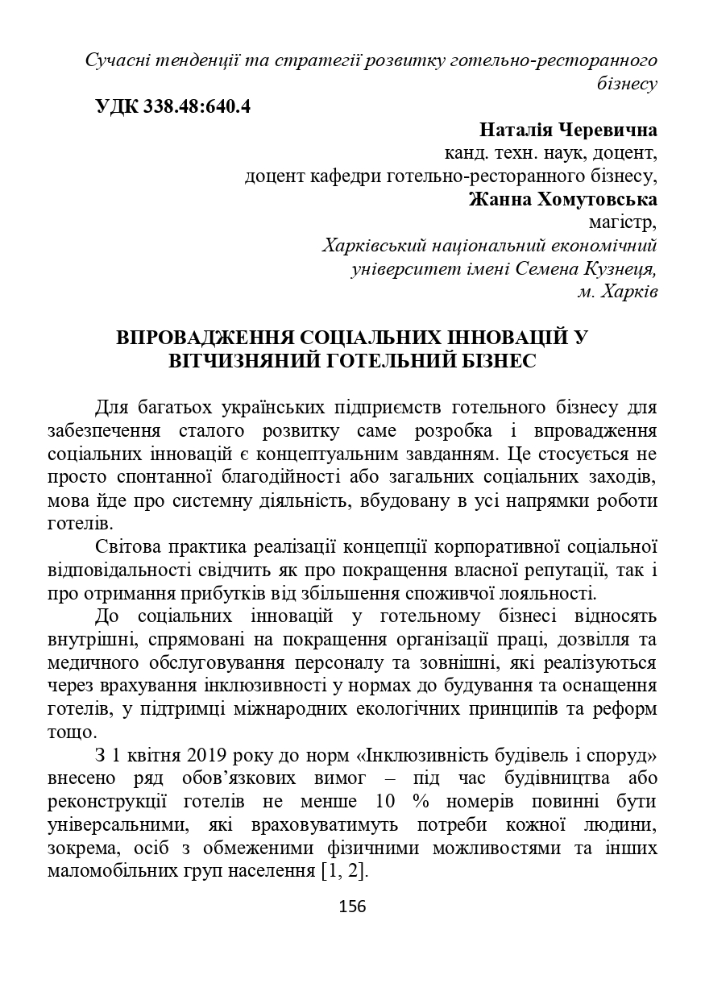 Сучасні тенденції та стратегії розвитку готельно-ресторанного
бізнесу
УДК 338.48:640.4
Наталія Черевична
канд. техн. наук, доцент,
доцент кафедри готельно-ресторанного бізнесу,
Жанна Хомутовська
магістр,
Харківський національний економічний
університет імені Семена Кузнеця,
м. Харків
ВПРОВАДЖЕННЯ СОЦІАЛЬНИХ ІННОВАЦІЙ У
ВІТЧИЗНЯНИЙ ГОТЕЛЬНИЙ БІЗНЕС
Для багатьох українських підприємств готельного бізнесу для
забезпечення сталого розвитку саме розробка і впровадження
соціальних інновацій є концептуальним завданням. Це стосується не
просто спонтанної благодійності або загальних соціальних заходів,
мова йде про системну діяльність, вбудовану в усі напрямки роботи
готелів.
Світова практика реалізації концепції корпоративної соціальної
відповідальності свідчить як про покращення власної репутації, так і
про отримання прибутків від збільшення споживчої лояльності.
До соціальних інновацій у готельному бізнесі відносять
внутрішні, спрямовані на покращення організації праці, дозвілля та
медичного обслуговування персоналу та зовнішні, які реалізуються
через врахування інклюзивності у нормах до будування та оснащення
готелів, у підтримці міжнародних екологічних принципів та реформ
тощо.
З 1 квітня 2019 року до норм «Інклюзивність будівель і споруд»
внесено ряд обов’язкових вимог – під час будівництва або
реконструкції готелів не менше 10 % номерів повинні бути
універсальними, які враховуватимуть потреби кожної людини,
зокрема, осіб з обмеженими фізичними можливостями та інших
маломобільних груп населення [1, 2].
156